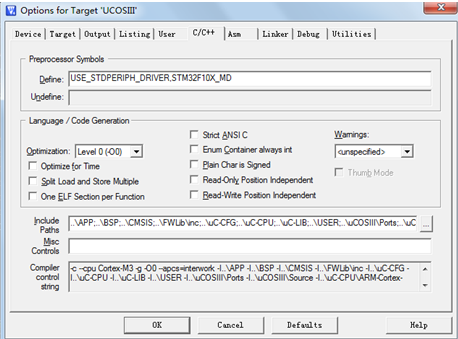 Options for Target 'UCOSIII'
Device Target Output Listing User C/C++ Asm Linker Debug Utilities
Preprocessor Symbols
Define: USE_STDPERIPH_DRIVER,STM32F10X_MD
Undefine:
Language / Code Generation
Strict ANSI C
Warnings:
Optimization: Level 0 (-O0)
Enum Container always int
<unspecified>
Optimize for Time
Plain Char is Signed
Thumb Mode
Split Load and Store Multiple
Read-Only Position Independent
One ELF Section per Function
Read-Write Position Independent
Include Paths
..\APP;..\BSP;..\CMSIS;..\FWLib\inc;..\uC-CFG;..\uC-CPU;..\uC-LIB;..\USER;..\uCOSIII\Ports;..\uC
...
Misc Controls
Compiler control string
-c --cpu Cortex-M3 -g -O0 --apcs=interwork -I..\APP -I..\BSP -I..\CMSIS -I..\FWLib\inc -I..\uC-CFG -
I..\uC-CPU -I..\uC-LIB -I..\USER -I..\uCOSIII\Ports -I..\uCOSIII\Source -I..\uC-CPU\ARM-Cortex-
OK Cancel Defaults Help